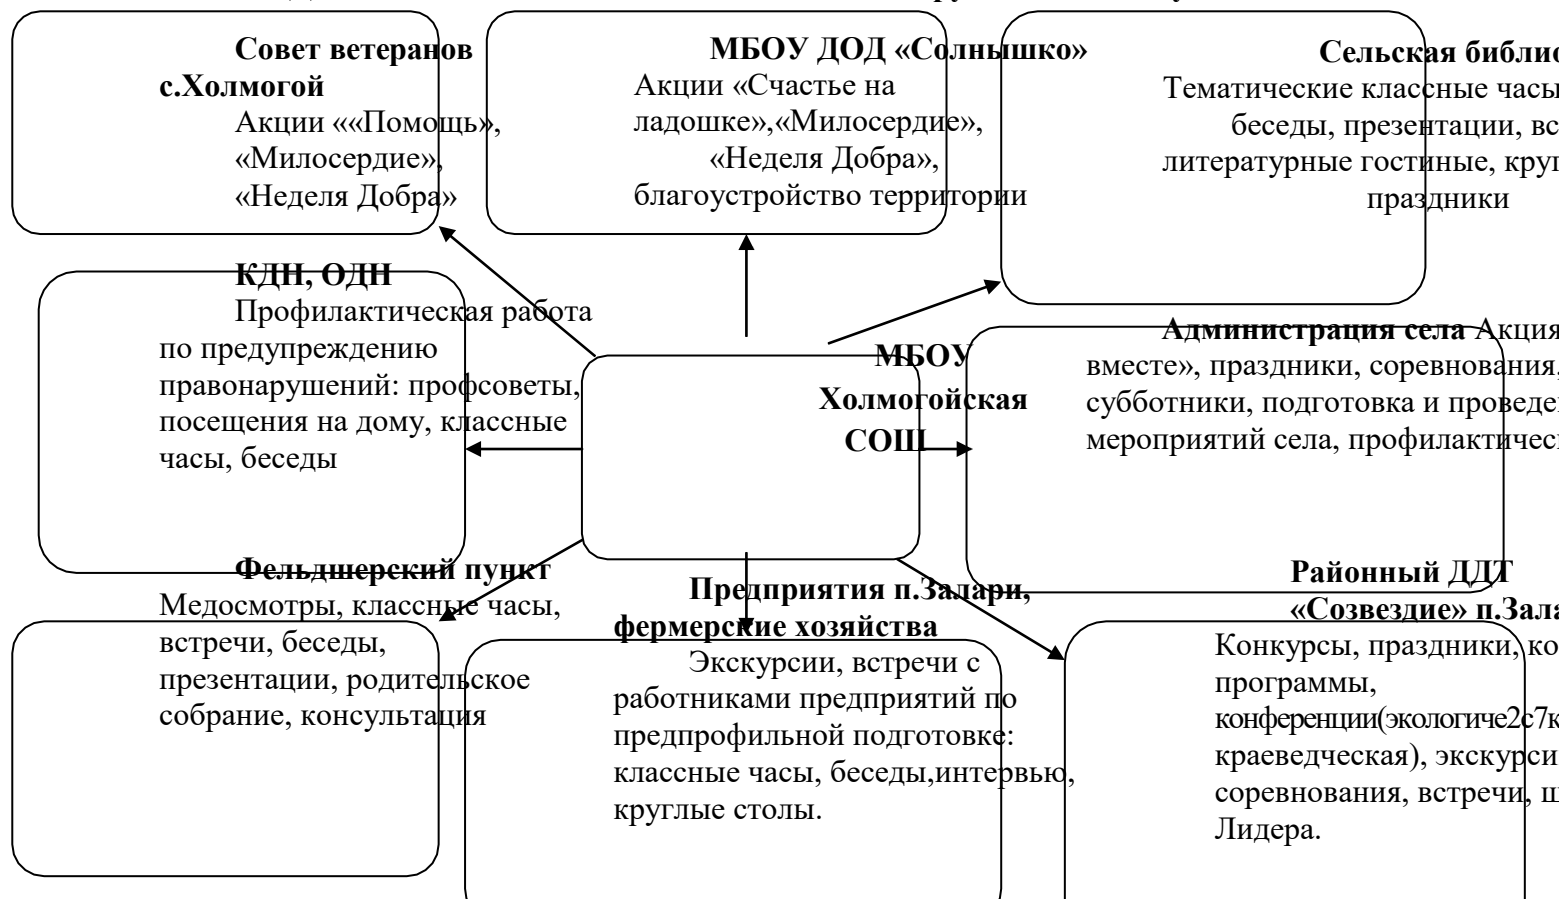 Совет ветеранов
с.Холмогой
Акции ««Помощь»,
«Милосердие»,
«Неделя Добра»
МБОУ ДОД «Солнышко»
Акции «Счастье на
ладошке»,«Милосердие»,
«Неделя Добра»,
благоустройство территории
Сельская
Тематические классные часы
беседы, презентации,
литературные гостиные,
праздники
КДН, ОДН
Профилактическая работа
по предупреждению
правонарушений: профсоветы,
посещения на дому, классные
часы, беседы
МБОУ
Холмогойская
СОШ
Администрация села Акция
вместе», праздники, соревнования,
субботники, подготовка и
мероприятий села,
Фельдшерский пункт
Медосмотры, классные часы,
встречи, беседы,
презентации, родительское
собрание, консультация
Предприятия п.Залари,
фермерские хозяйства
Экскурсии, встречи с
работниками предприятий по
предпрофильной подготовке:
классные часы, беседы,интервью,
круглые столы.
Районный ДДТ
«Созвездие»
Конкурсы, праздники,
программы,
краеведческая),
соревнования, встречи,
Лидера.